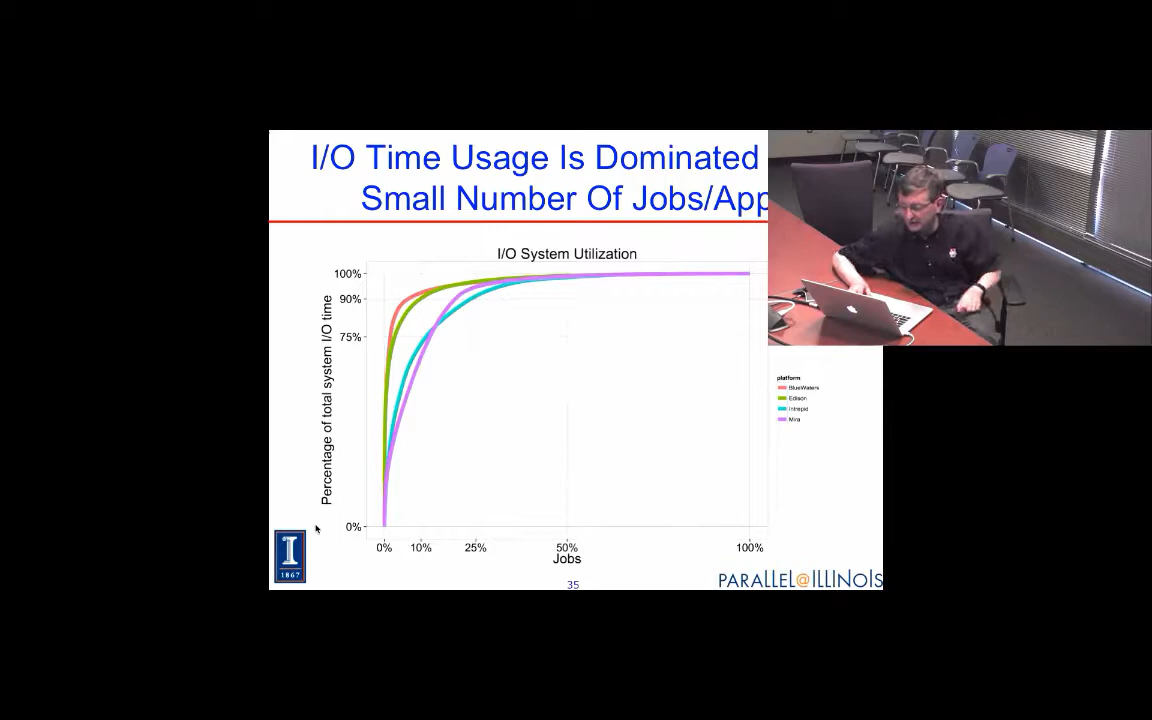 I/O Time Usage Is Dominated
Small Number Of Jobs/App
I/O System Utilization
100%
90%
75%
0%
Percentage of total system I/O time
0% 10% 25% 50% 100%
Jobs
platform
BlueWaters
Edison
Intrepid
Mira
I
1867
35
PARALLEL@ILLINOIS